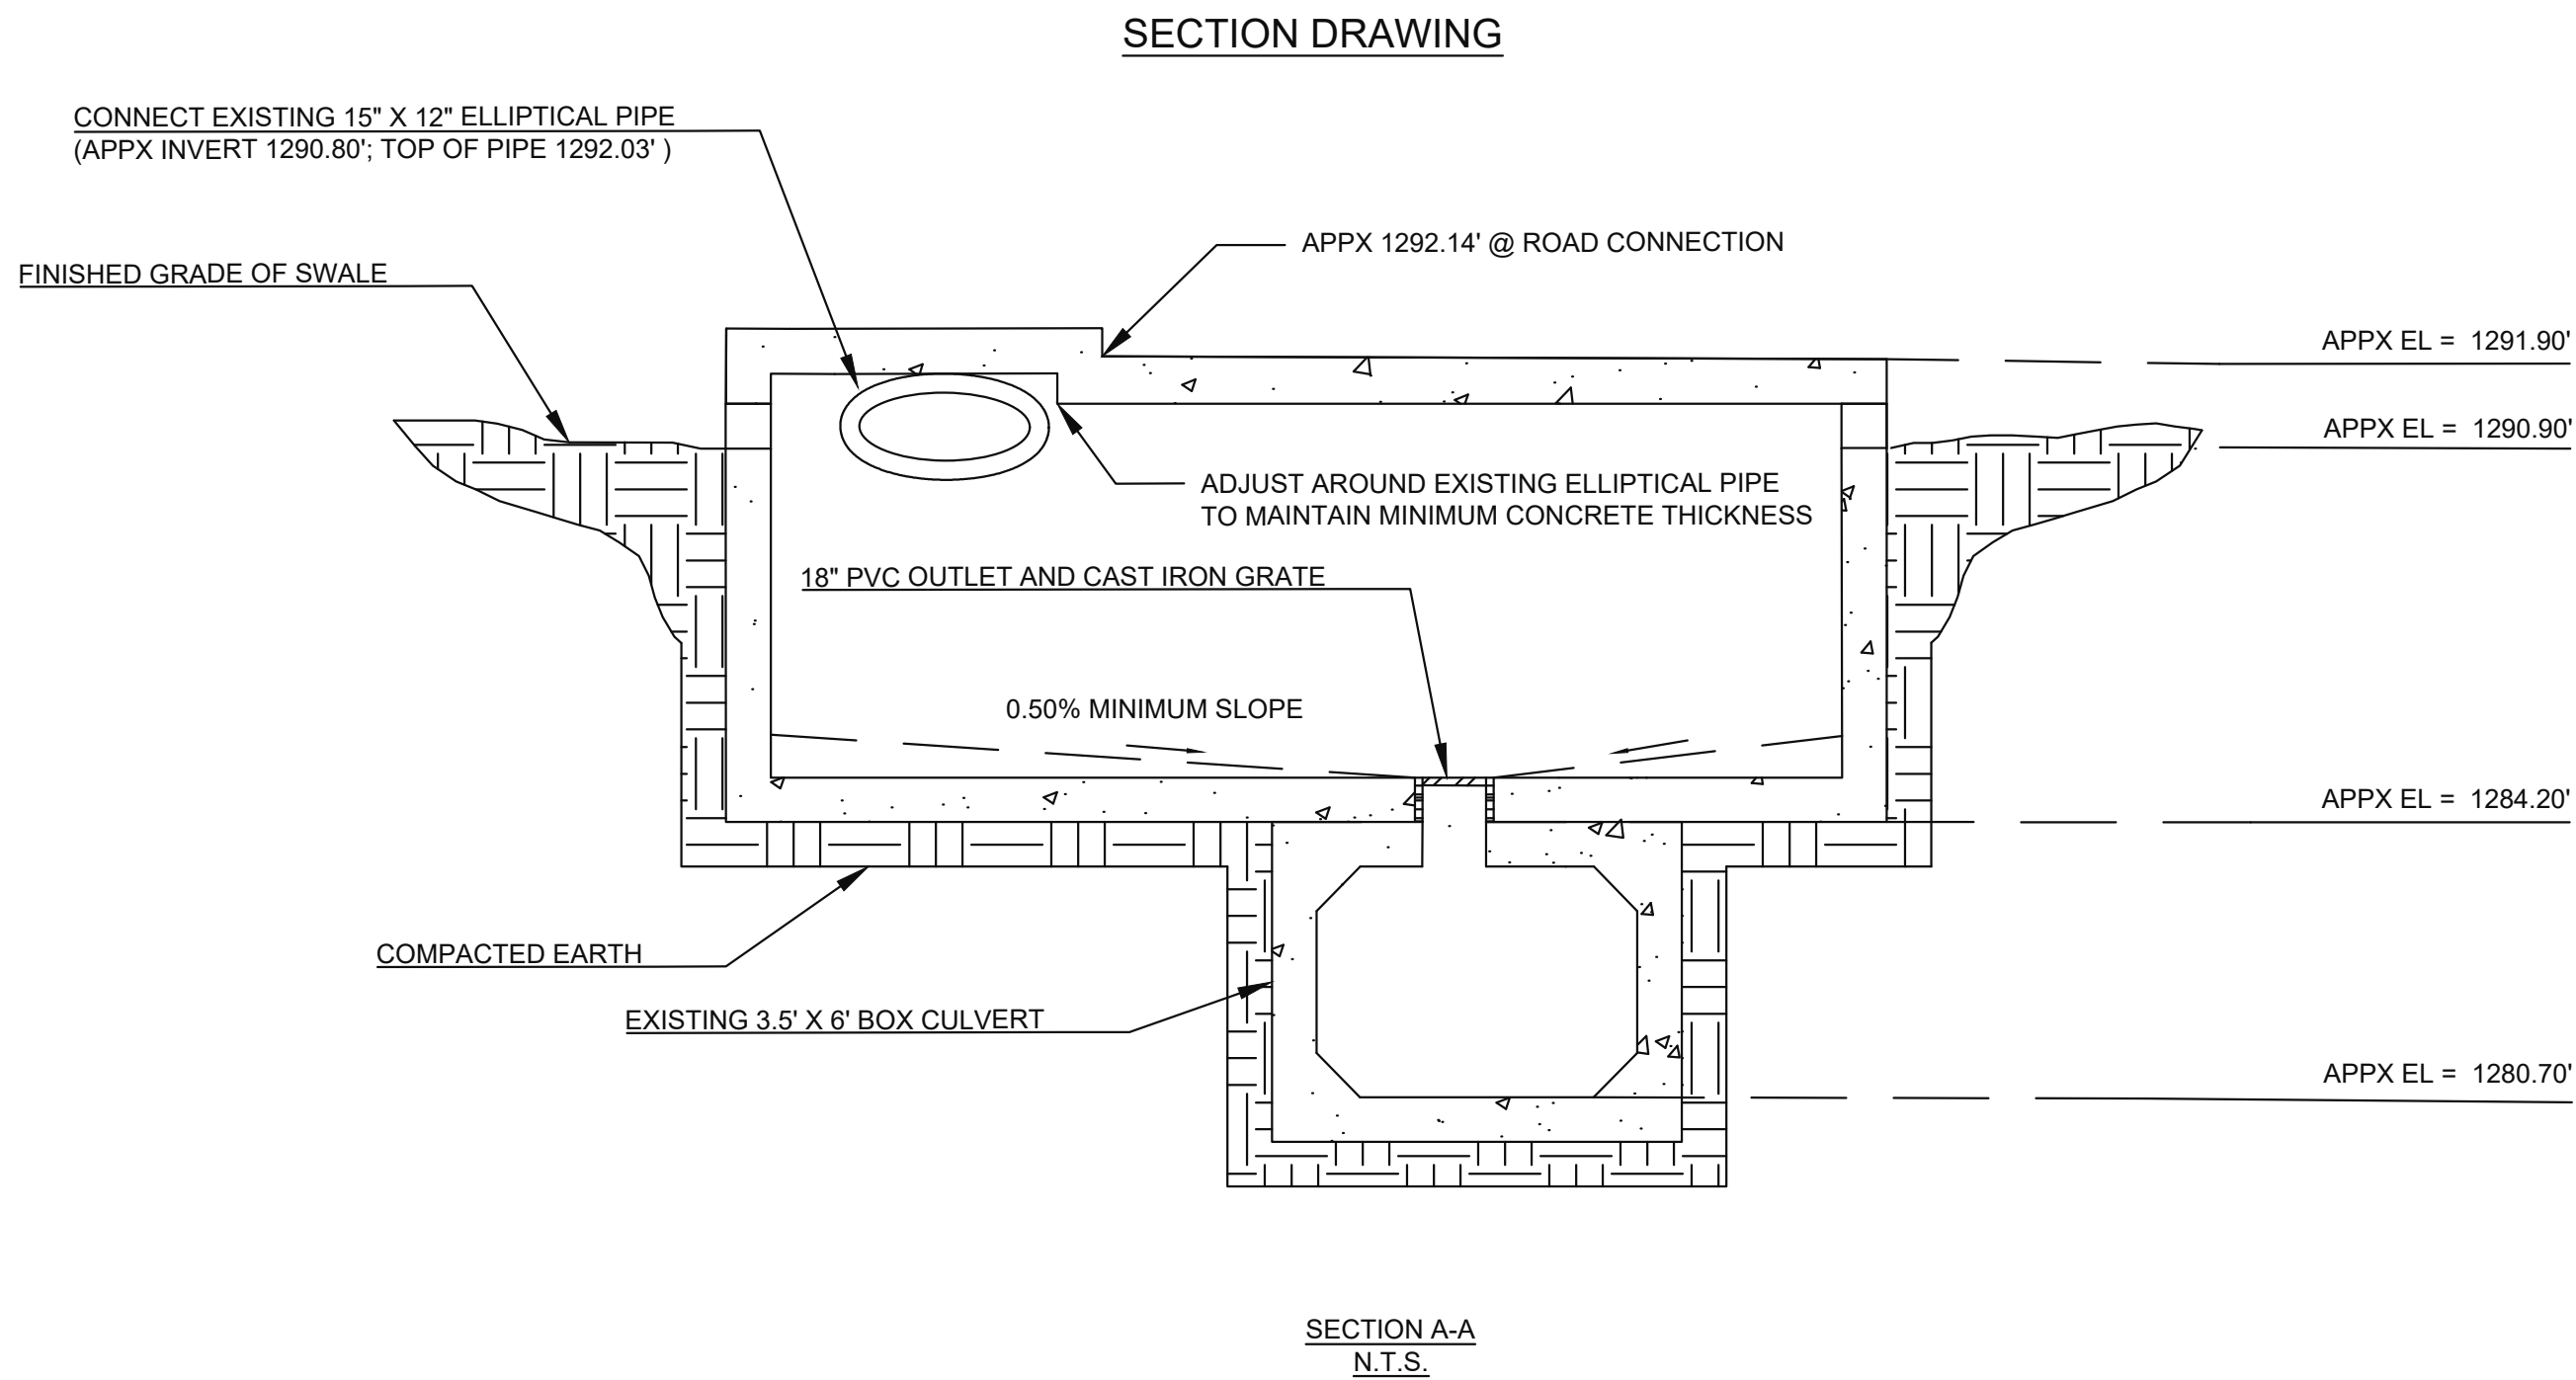 SECTION DRAWING
CONNECT EXISTING 15" X 12" ELLIPTICAL PIPE
(APPX INVERT 1290.80'; TOP OF PIPE 1292.03' )
APPX 1292.14' @ ROAD CONNECTION
FINISHED GRADE OF SWALE
APPX EL = 1291.90'
APPX EL = 1290.90'
ADJUST AROUND EXISTING ELLIPTICAL PIPE
TO MAINTAIN MINIMUM CONCRETE THICKNESS
18" PVC OUTLET AND CAST IRON GRATE
0.50% MINIMUM SLOPE
APPX EL = 1284.20'
COMPACTED EARTH
EXISTING 3.5' X 6' BOX CULVERT
APPX EL = 1280.70'
SECTION A-A
N.T.S.